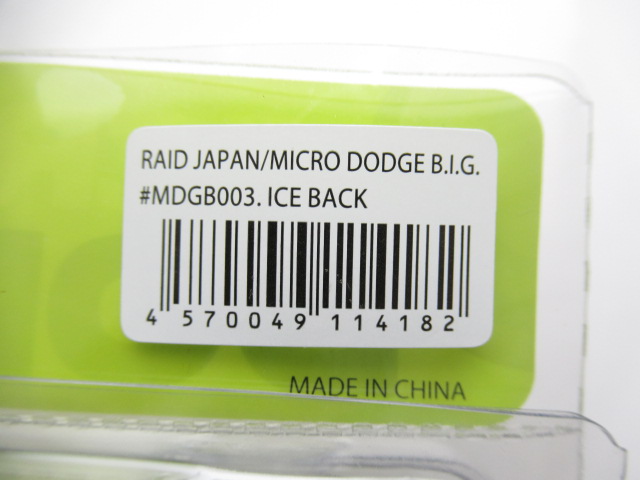 RAID JAPAN/MICRO DODGE B.I.G.
#MDGB003. ICE BACK
4 570049 114182
MADE IN CHINA